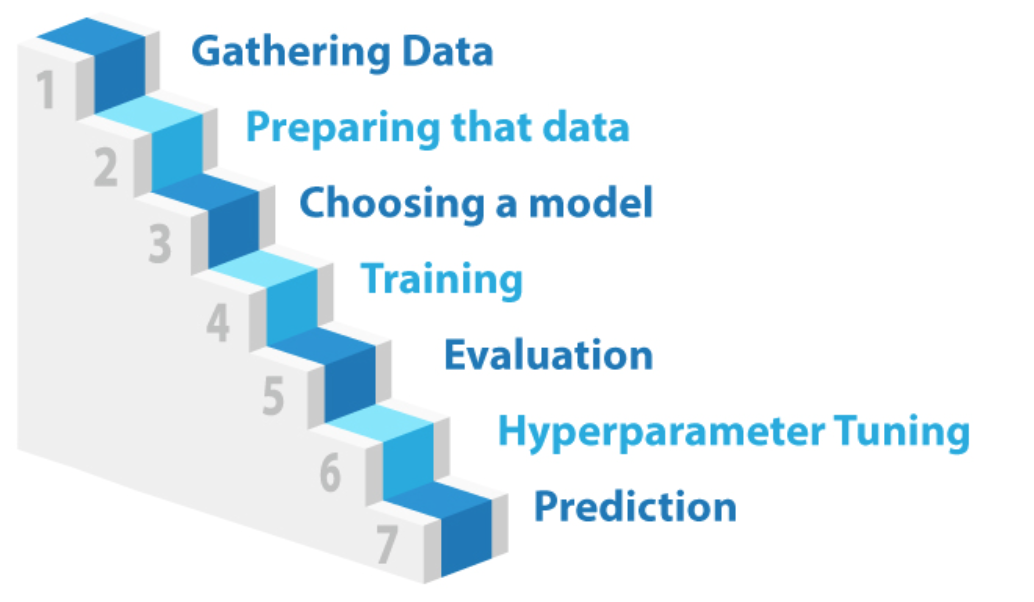 1 Gathering Data
2 Preparing that data
3 Choosing a model
4 Training
5 Evaluation
6 Hyperparameter Tuning
7 Prediction